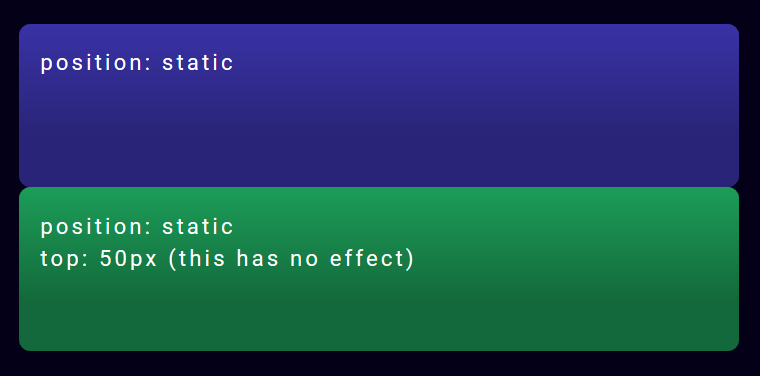 position: static
position: static
top: 50px (this has no effect)